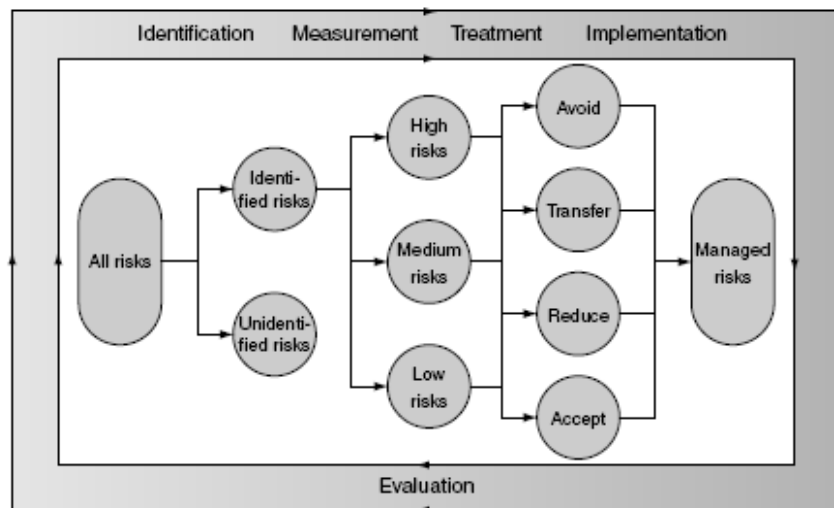 Identification Measurement Treatment Implementation
All risks
Identi-
fied risks
Unidenti-
fied risks
High
risks
Medium
risks
Low
risks
Avoid
Transfer
Reduce
Accept
Managed
risks
Evaluation